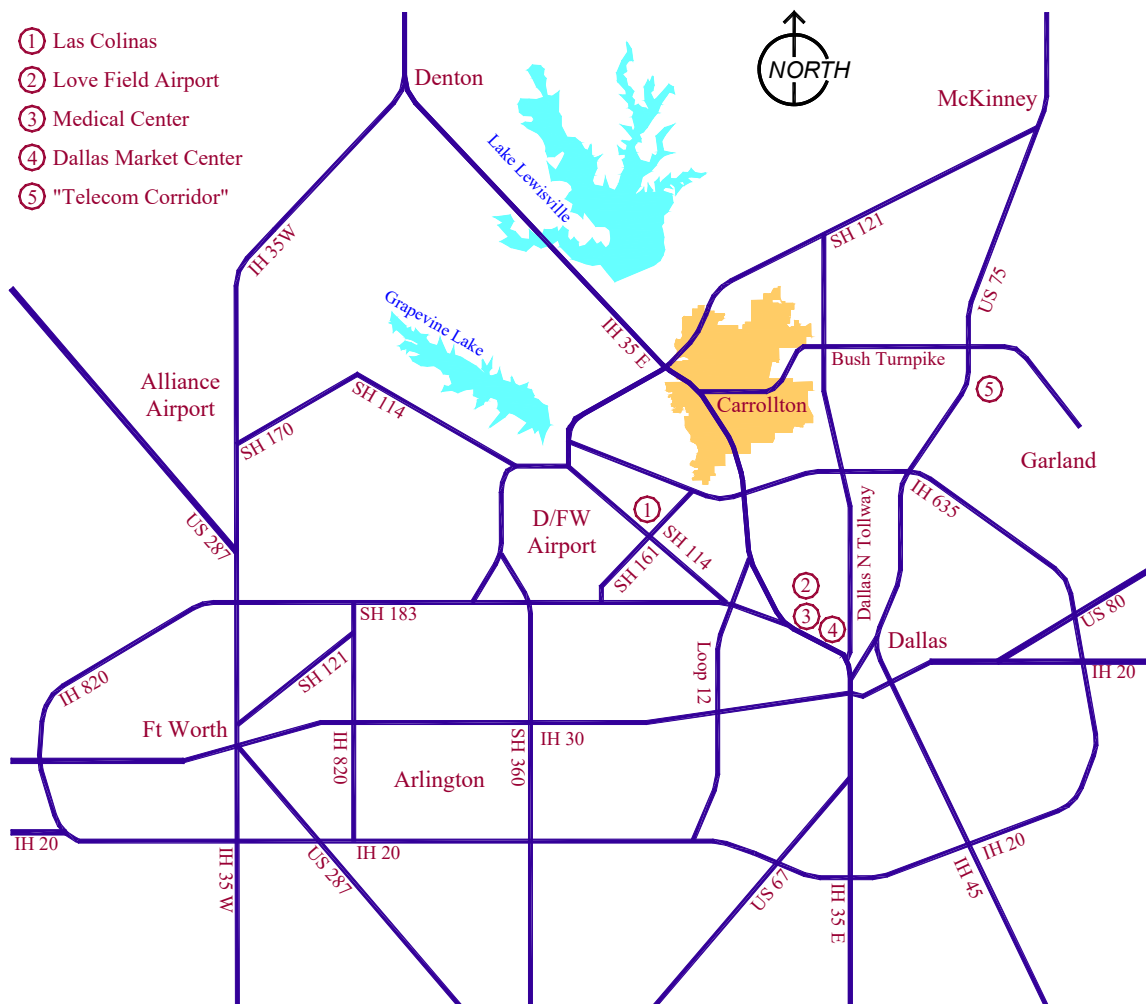 1 Las Colinas
2 Love Field Airport
3 Medical Center
4 Dallas Market Center
5 "Telecom Corridor"
NORTH
Denton
McKinney
Lake Lewisville
IH 35W
SH 121
US 75
Grapevine Lake
IH 35 E
Bush Turnpike
Alliance
Airport
SH 114
5
Carrollton
SH 170
Garland
IH 635
D/FW
Airport
1
SH 114
SH 161
Dallas N Tollway
US 287
2
3
4
SH 183
US 80
Dallas
SH 121
Loop 12
IH 820
IH 20
Ft Worth
IH 820
SH 360
IH 30
Arlington
IH 20
IH 20
IH 20
IH 35 W
US 287
US 67
IH 35 E
IH 45